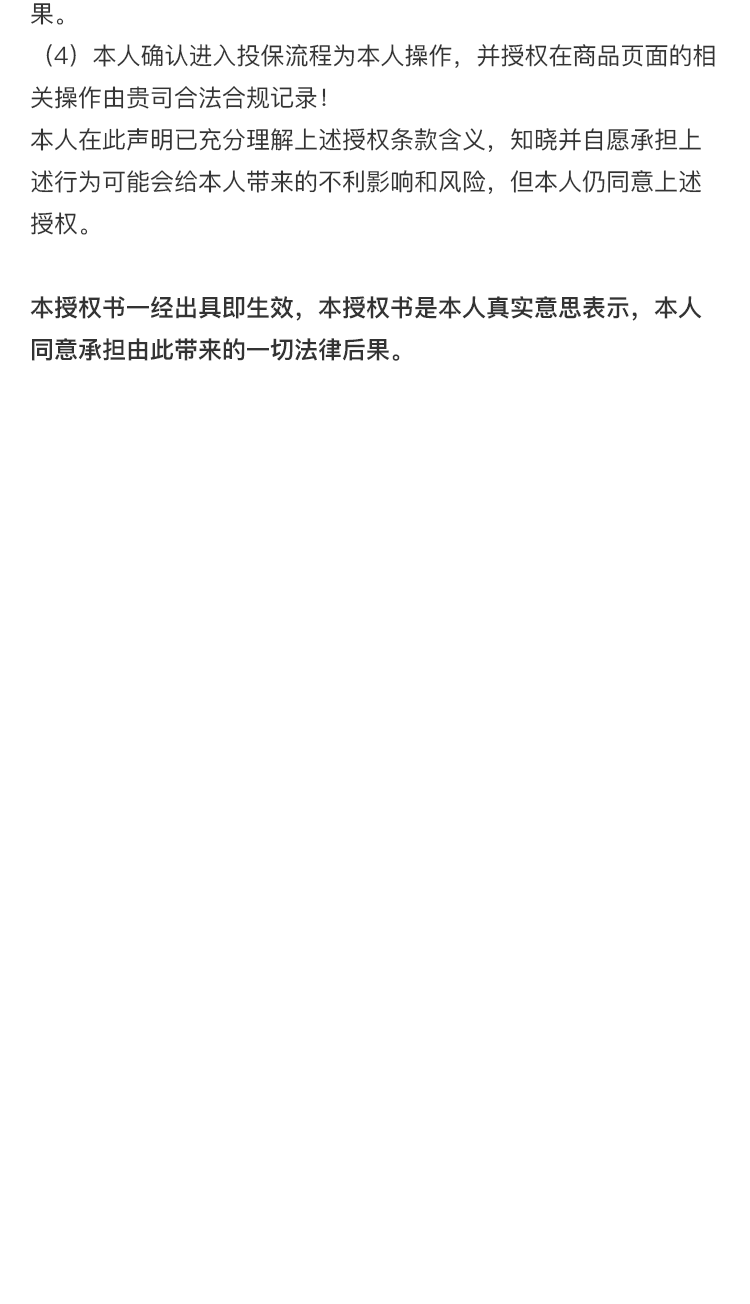 果。
（4）本人确认进入投保流程为本人操作，并授权在商品页面的相
关操作由贵司合法合规记录！
本人在此声明已充分理解上述授权条款含义，知晓并自愿承担上
述行为可能会给本人带来的不利影响和风险，但本人仍同意上述
授权。
本授权书一经出具即生效，本授权书是本人真实意思表示，本人
同意承担由此带来的一切法律后果。